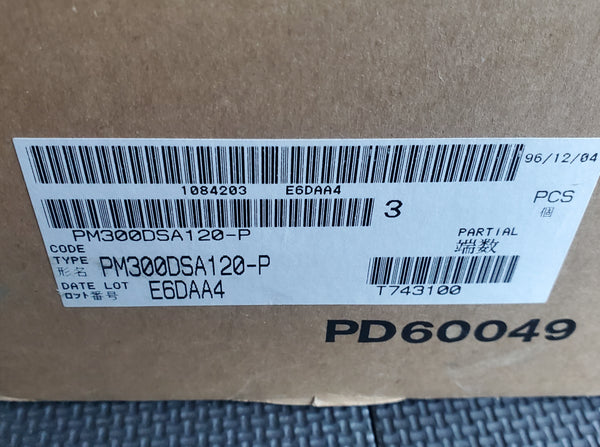 96/12/04
1084203 E6DAA4
3 PCS
個
PM300DSA120-P
PARTIAL
端数
CODE
TYPE PM300DSA120-P
形名
DATE LOT E6DAA4
ロット番号
T743100
PD60049